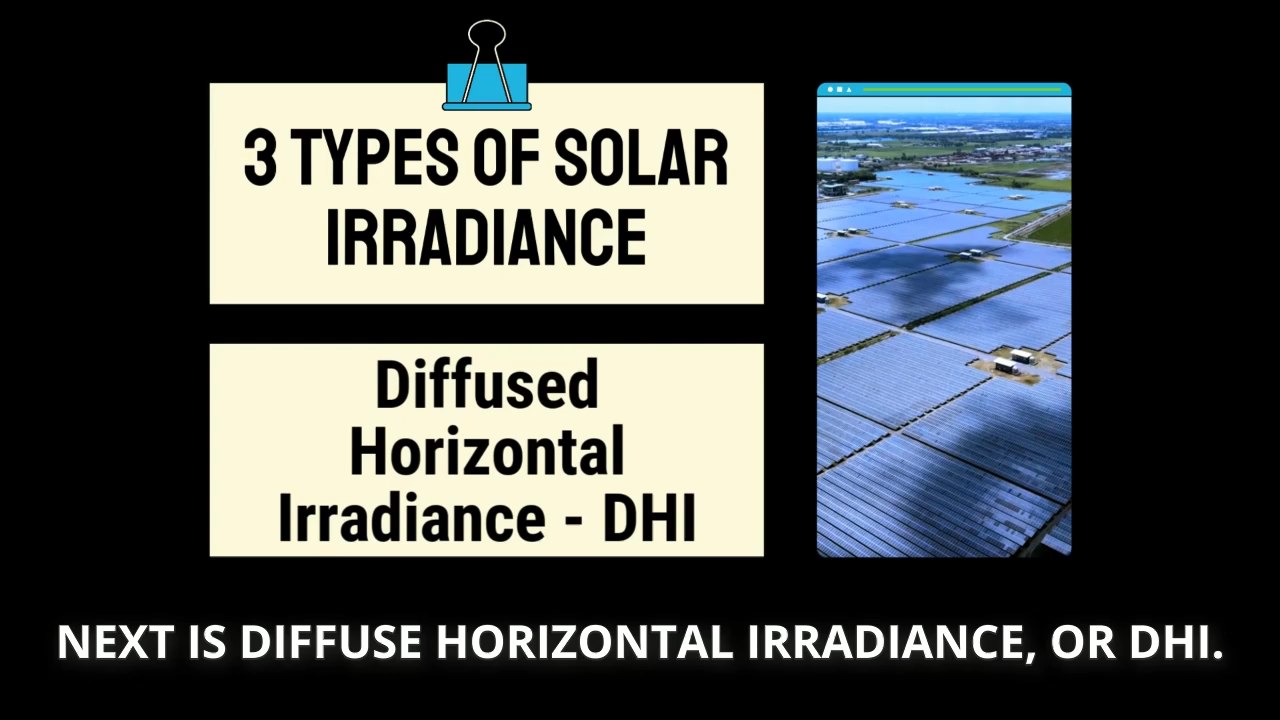 3 TYPES OF SOLAR
IRRADIANCE
Diffused
Horizontal
Irradiance - DHI
NEXT IS DIFFUSE HORIZONTAL IRRADIANCE, OR DHI.